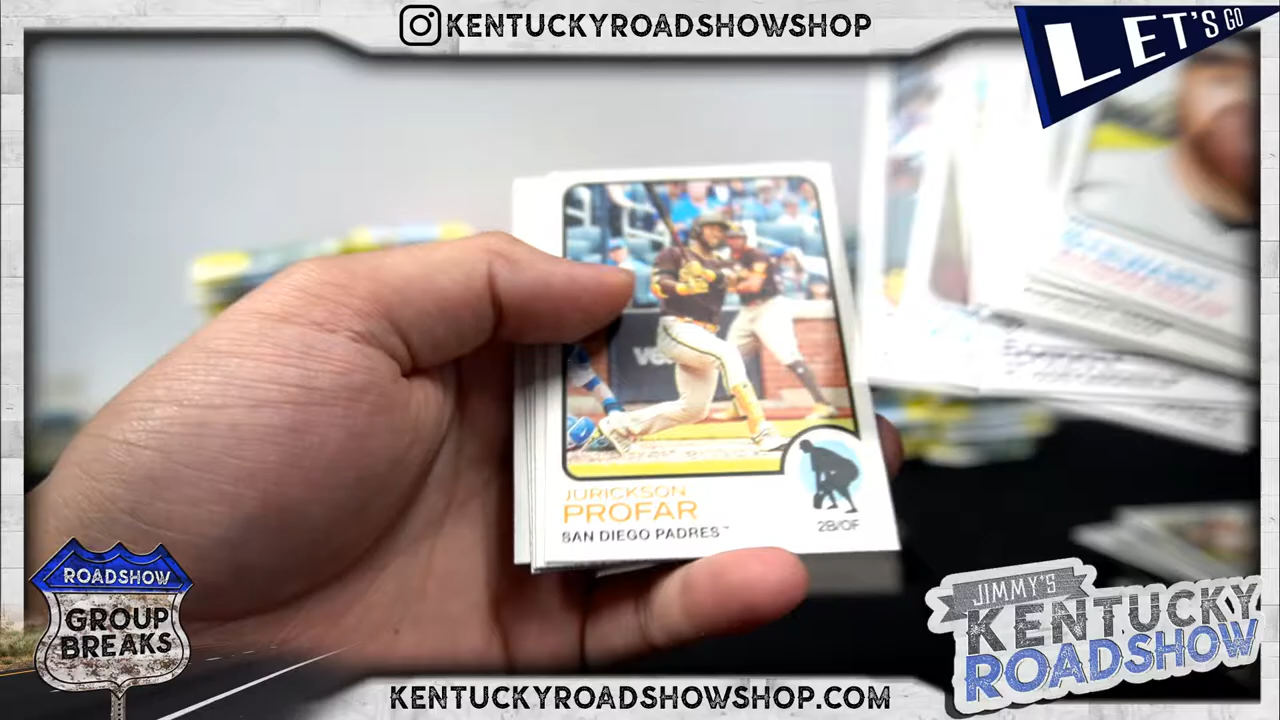 KENTUCKYROADSHOWSHOP
LET'S GO
JURICKSON
PROFAR
SAN DIEGO PADRES™
2B/OF
ROADSHOW
GROUP
BREAKS
JIMMY'S
KENTUCKY
ROADSHOW
KENTUCKYROADSHOWSHOP.COM